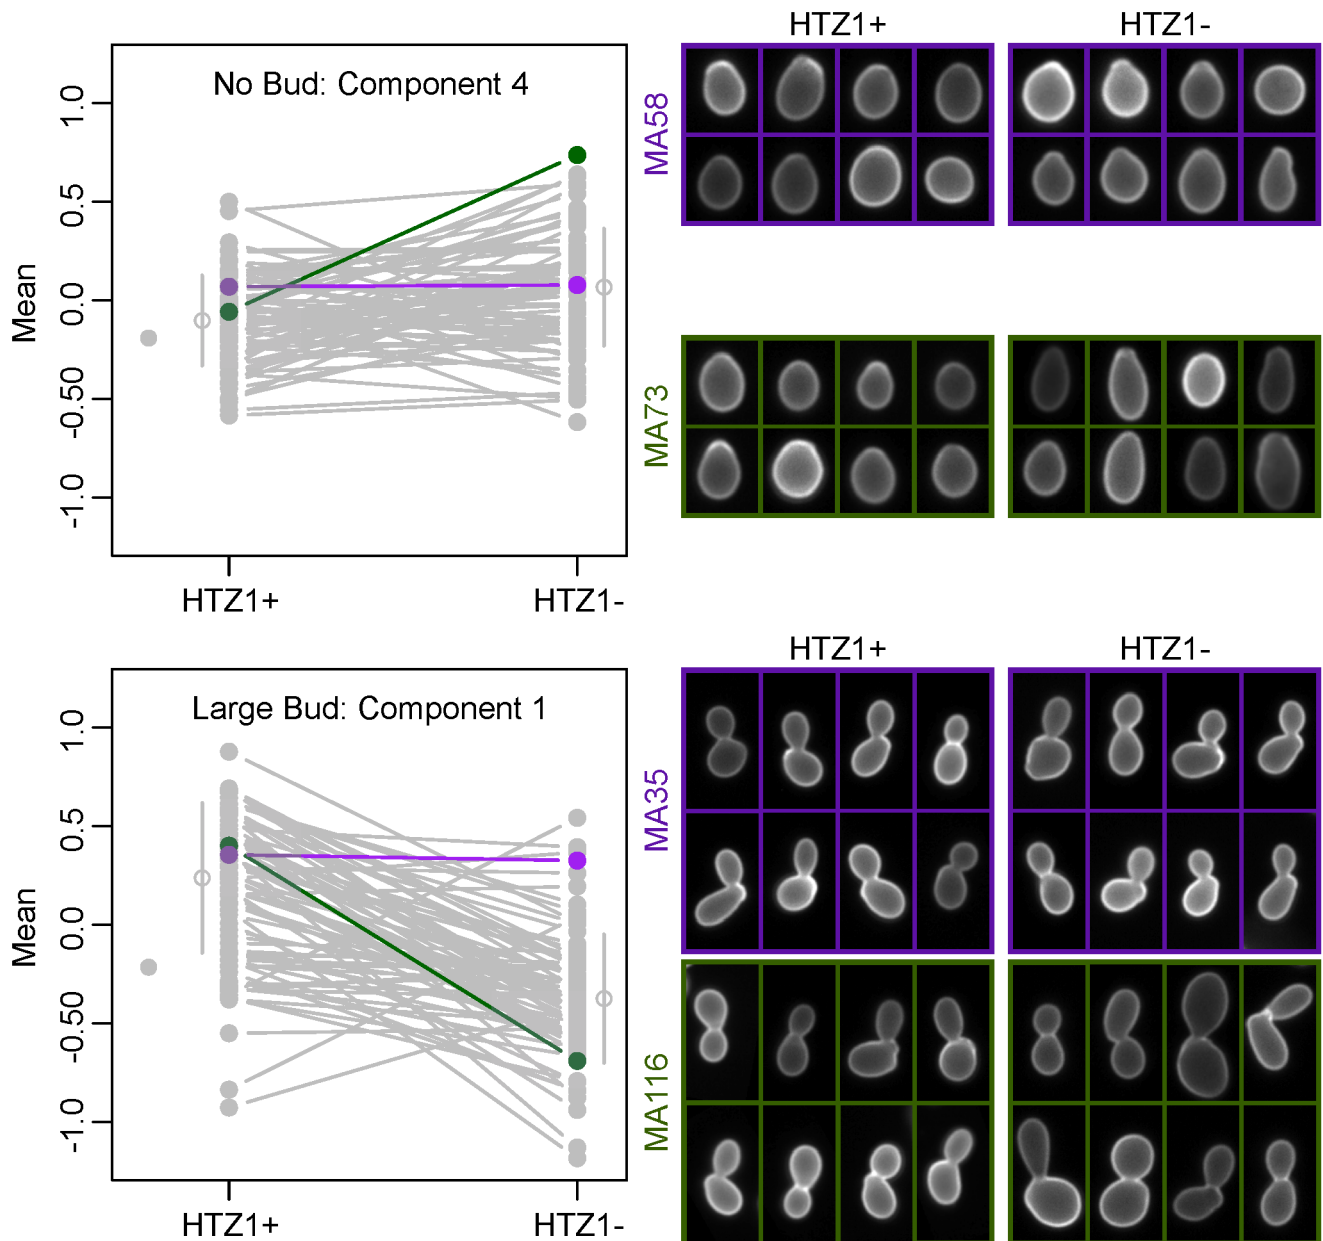 HTZ1+ HTZ1-
No Bud: Component 4
1.0
0.5
0.0
-0.50
-1.0
Mean
HTZ1+ HTZ1-
MA58
MA73
HTZ1+ HTZ1-
Large Bud: Component 1
1.0
0.5
0.0
-0.50
-1.0
Mean
HTZ1+ HTZ1-
MA35
MA116